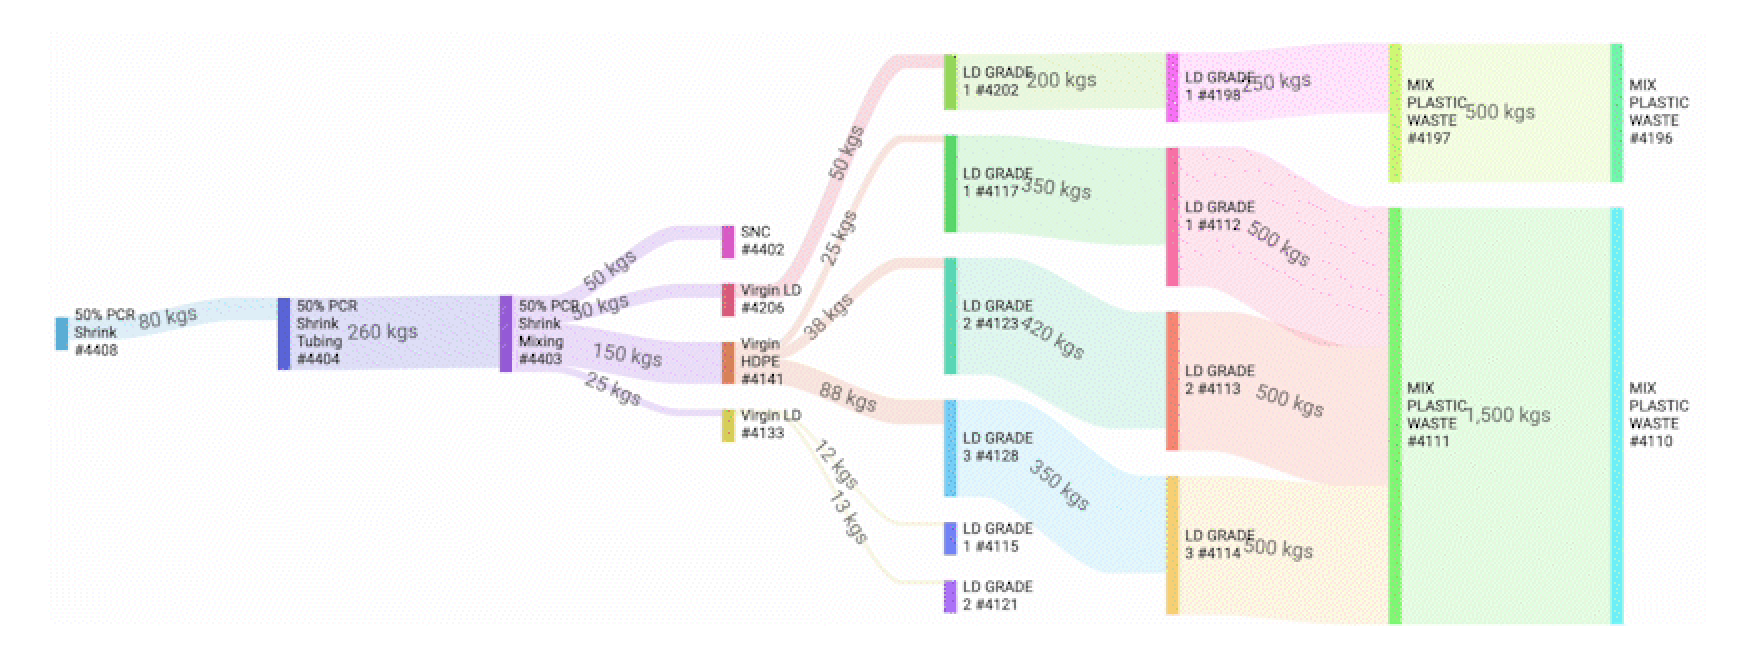 50% PCR
Shrink
#4408
80 kgs
50% PCR
Shrink
Tubing
#4404
260 kgs
50% PCR
Shrink
Mixing
#4403
50 kgs
50 kgs
150 kgs
25 kgs
SNC
#4402
Virgin LD
#4206
Virgin
HDPE
#4141
Virgin LD
#4133
50 kgs
25 kgs
38 kgs
88 kgs
12 kgs
13 kgs
LD GRADE
1 #4202
200 kgs
LD GRADE
1 #4117
350 kgs
LD GRADE
2 #4123
420 kgs
LD GRADE
3 #4128
350 kgs
LD GRADE
1 #4115
LD GRADE
2 #4121
LD GRADE
1 #4198
250 kgs
LD GRADE
1 #4112
500 kgs
LD GRADE
2 #4113
500 kgs
LD GRADE
3 #4114
500 kgs
MIX
PLASTIC
WASTE
#4197
500 kgs
MIX
PLASTIC
WASTE
#4111
1,500 kgs
MIX
PLASTIC
WASTE
#4196
MIX
PLASTIC
WASTE
#4110